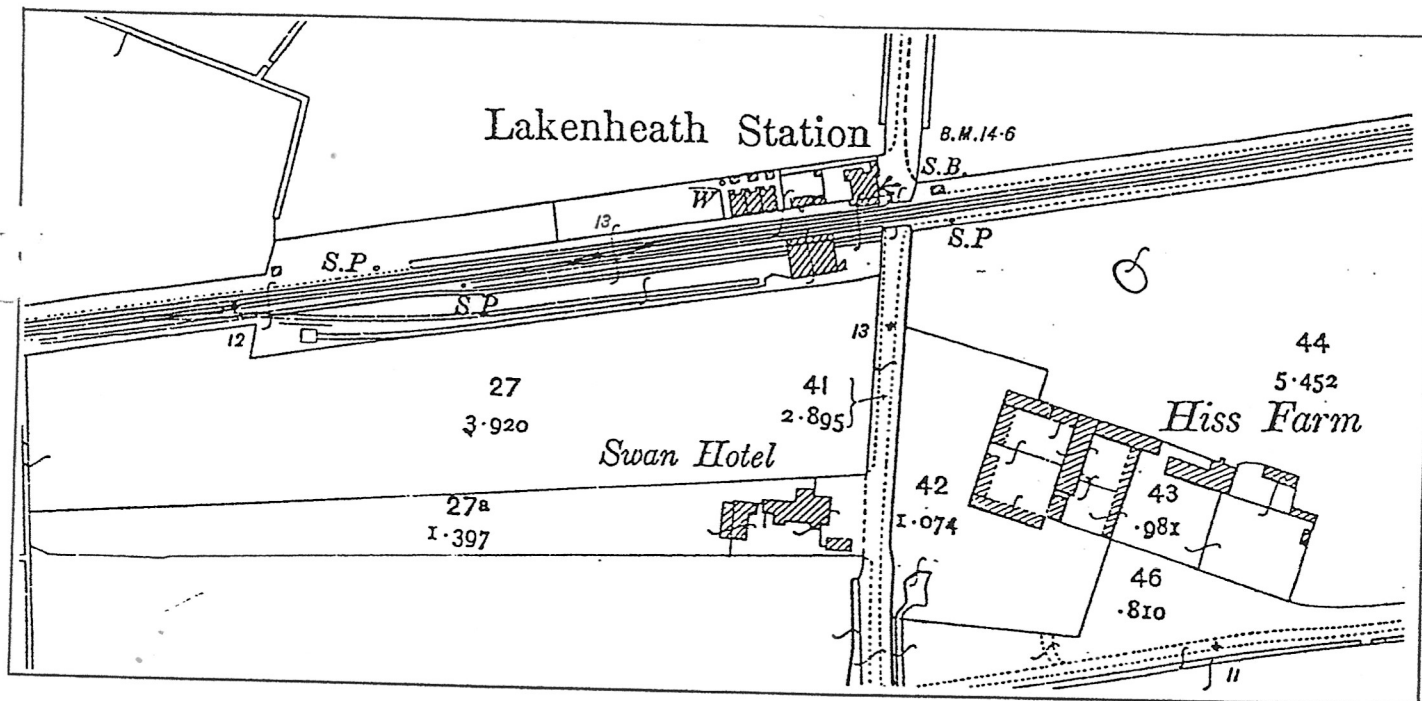 Lakenheath Station
B.M.14·6
S.B.
W
13
S.P.
S.P
S.P
12
13
44
5·452
27
3·920
41
2·895
Hiss Farm
Swan Hotel
42
1·074
43
·981
27a
1·397
46
·810
11